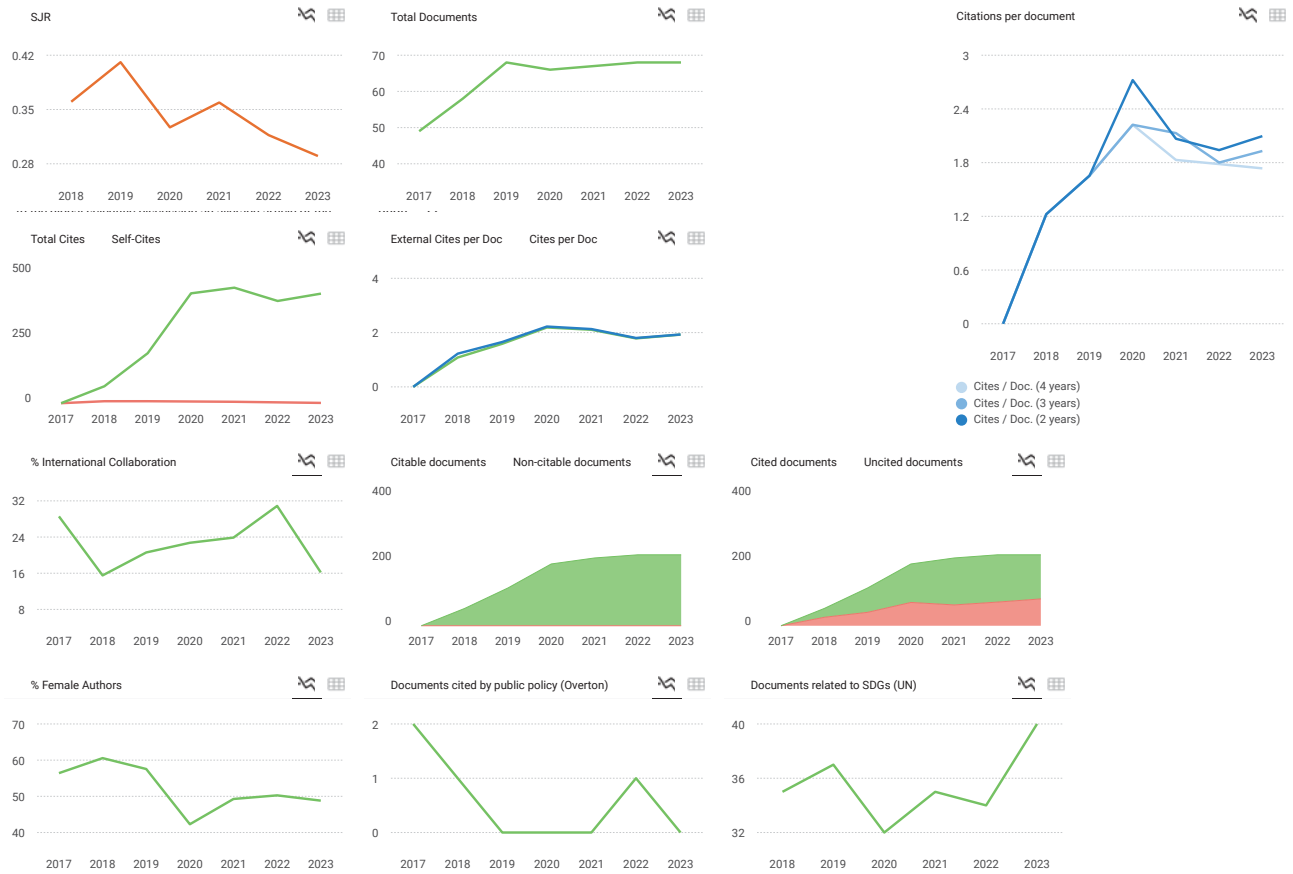 SJR
0.42
0.35
0.28
2018 2019 2020 2021 2022 2023
Total Documents
70
60
50
40
2017 2018 2019 2020 2021 2022 2023
Citations per document
3
2.4
1.8
1.2
0.6
0
2017 2018 2019 2020 2021 2022 2023
Cites / Doc. (4 years)
Cites / Doc. (3 years)
Cites / Doc. (2 years)
Total Cites Self-Cites
500
250
0
2017 2018 2019 2020 2021 2022 2023
External Cites per Doc Cites per Doc
4
2
0
2017 2018 2019 2020 2021 2022 2023
% International Collaboration
32
24
16
8
2017 2018 2019 2020 2021 2022 2023
Citable documents Non-citable documents
400
200
0
2017 2018 2019 2020 2021 2022 2023
Cited documents Uncited documents
400
200
0
2017 2018 2019 2020 2021 2022 2023
% Female Authors
70
60
50
40
2017 2018 2019 2020 2021 2022 2023
Documents cited by public policy (Overton)
2
1
0
2017 2018 2019 2020 2021 2022 2023
Documents related to SDGs (UN)
40
36
32
2018 2019 2020 2021 2022 2023